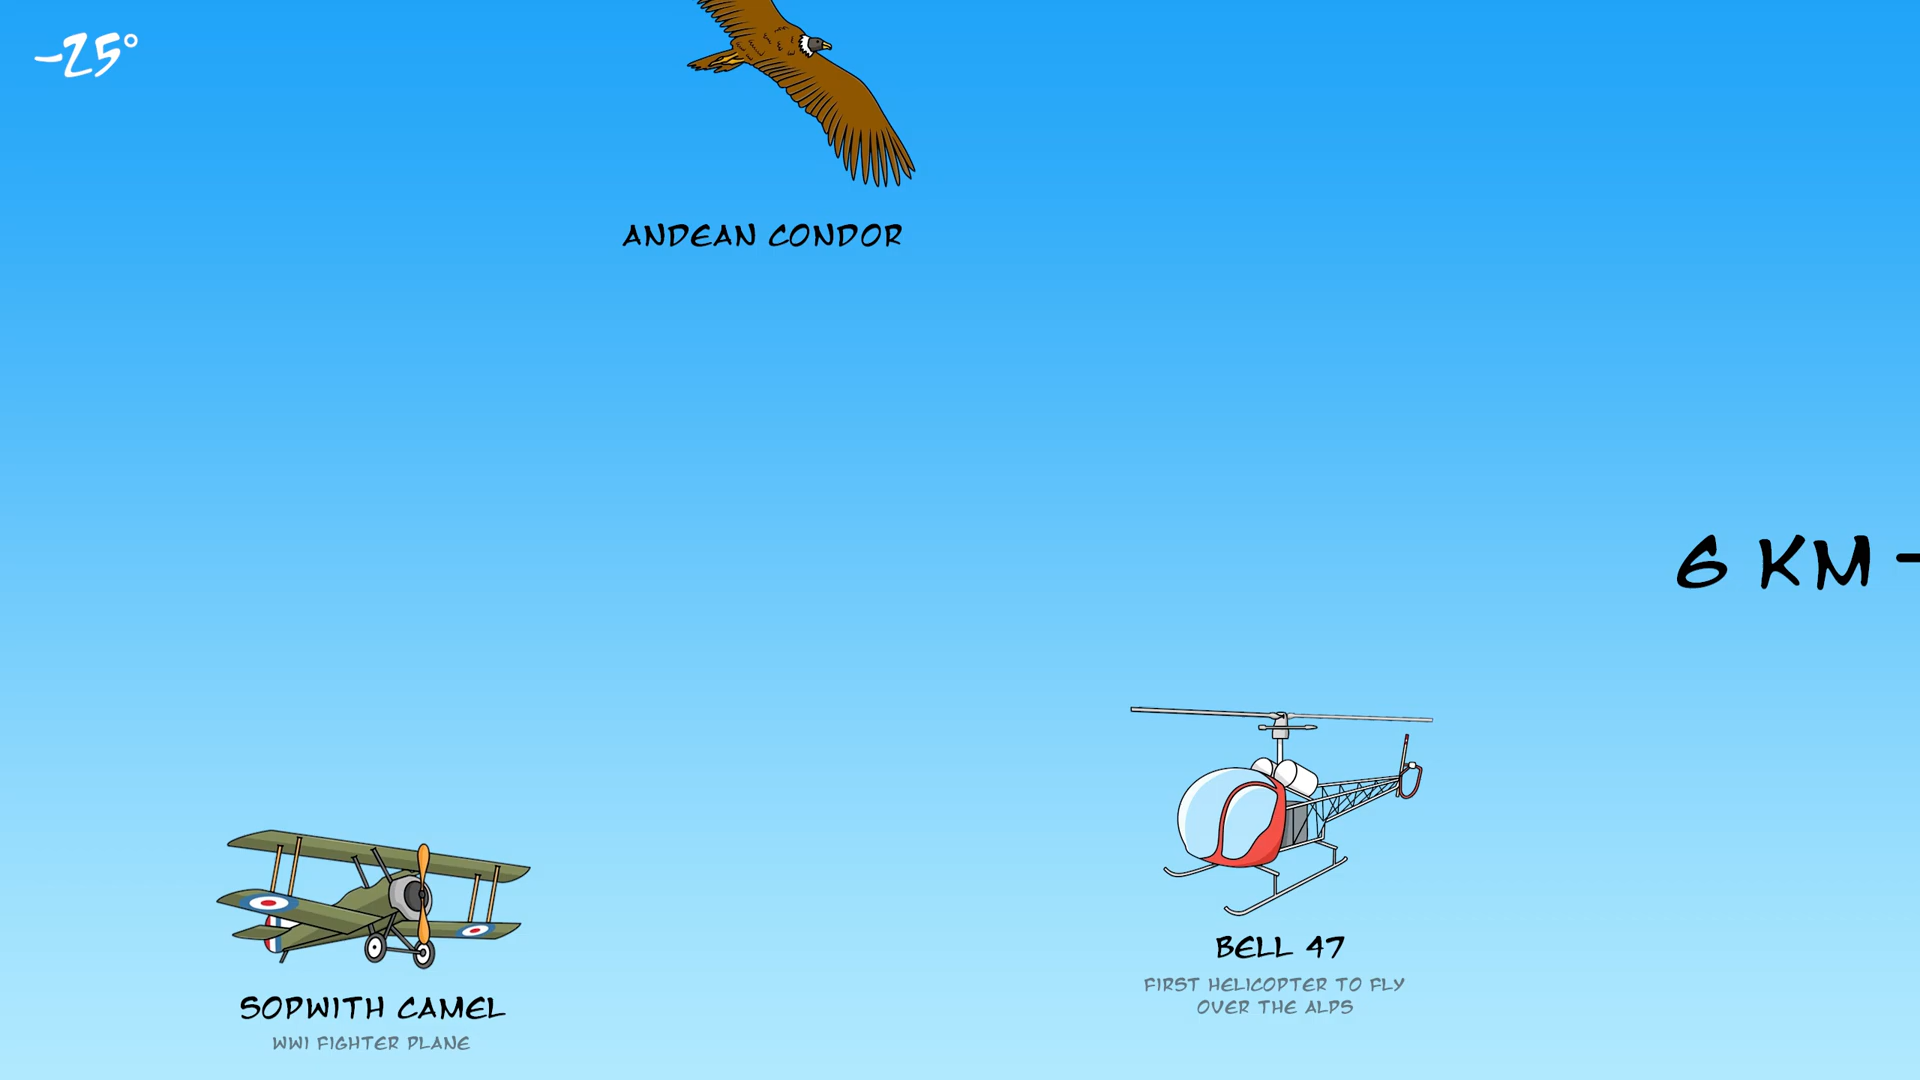 -25°
ANDEAN CONDOR
6 KM
BELL 47
FIRST HELICOPTER TO FLY
OVER THE ALPS
SOPWITH CAMEL
WWI FIGHTER PLANE